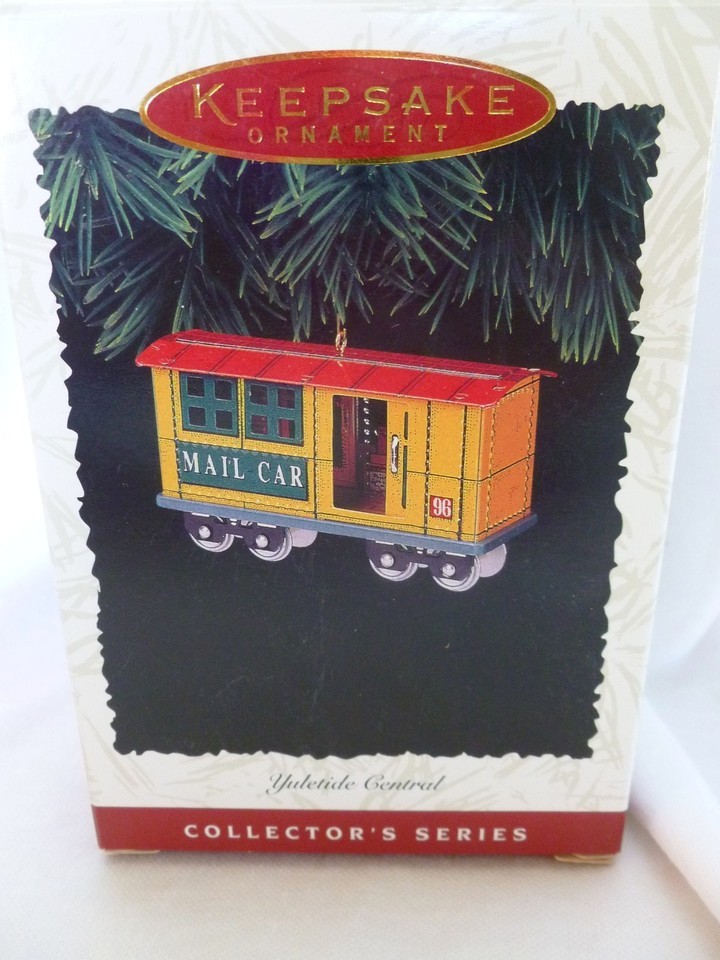 KEEPSAKE
ORNAMENT
MAIL CAR
96
Yuletide Central
COLLECTOR'S SERIES